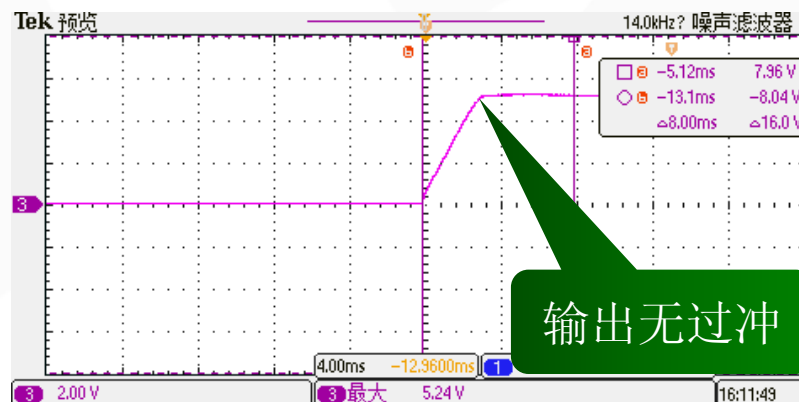 Tek 预览 14.0kHz? 噪声滤波器
b a
a -5.12ms 7.96 V
b -13.1ms -8.04 V
△8.00ms △16.0 V
3
输出无过冲
4.00ms -12.9600ms 1
3 2.00 V 3 最大 5.24 V 16:11:49